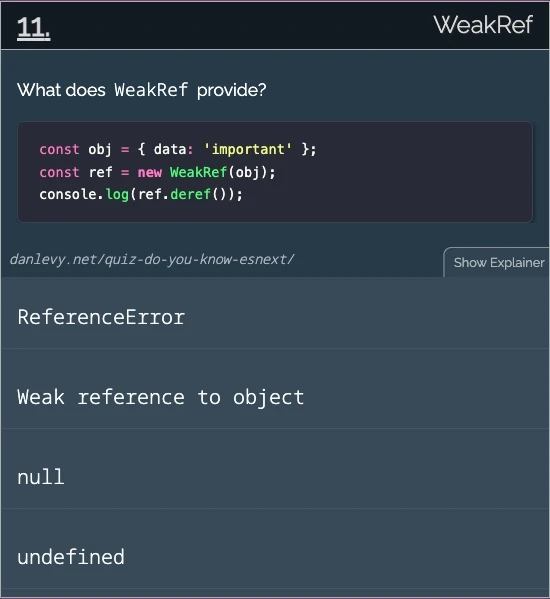 11.
WeakRef
What does WeakRef provide?
const obj = { data: 'important' };
const ref = new WeakRef(obj);
console.log(ref.deref());
danlevy.net/quiz-do-you-know-esnext/
Show Explainer
ReferenceError
Weak reference to object
null
undefined